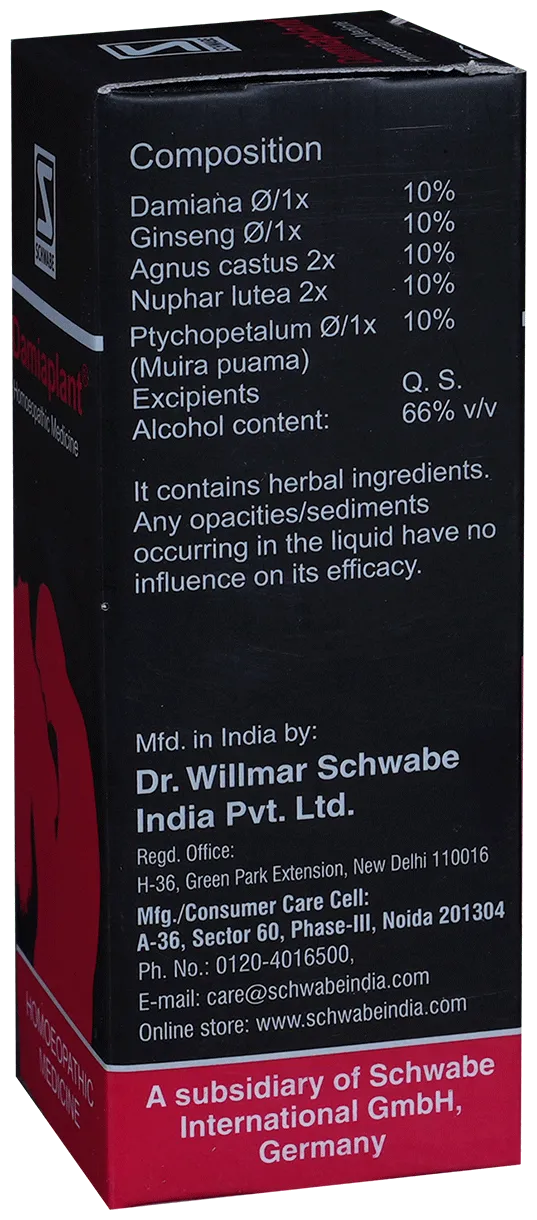 Damiaplant
Homoeopathic Medicine
SCHWABE
Damiaplant®
Homoeopathic Medicine
HOMOEOPATHIC
MEDICINE
Composition
Damiana Ø/1x 10%
Ginseng Ø/1x 10%
Agnus castus 2x 10%
Nuphar lutea 2x 10%
Ptychopetalum Ø/1x 10%
(Muira puama)
Excipients Q. S.
Alcohol content: 66% v/v
It contains herbal ingredients.
Any opacities/sediments
occurring in the liquid have no
influence on its efficacy.
Mfd. in India by:
Dr. Willmar Schwabe
India Pvt. Ltd.
Regd. Office:
H-36, Green Park Extension, New Delhi 110016
Mfg./Consumer Care Cell:
A-36, Sector 60, Phase-III, Noida 201304
Ph. No.: 0120-4016500,
E-mail: care@schwabeindia.com
Online store: www.schwabeindia.com
A subsidiary of Schwabe
International GmbH,
Germany